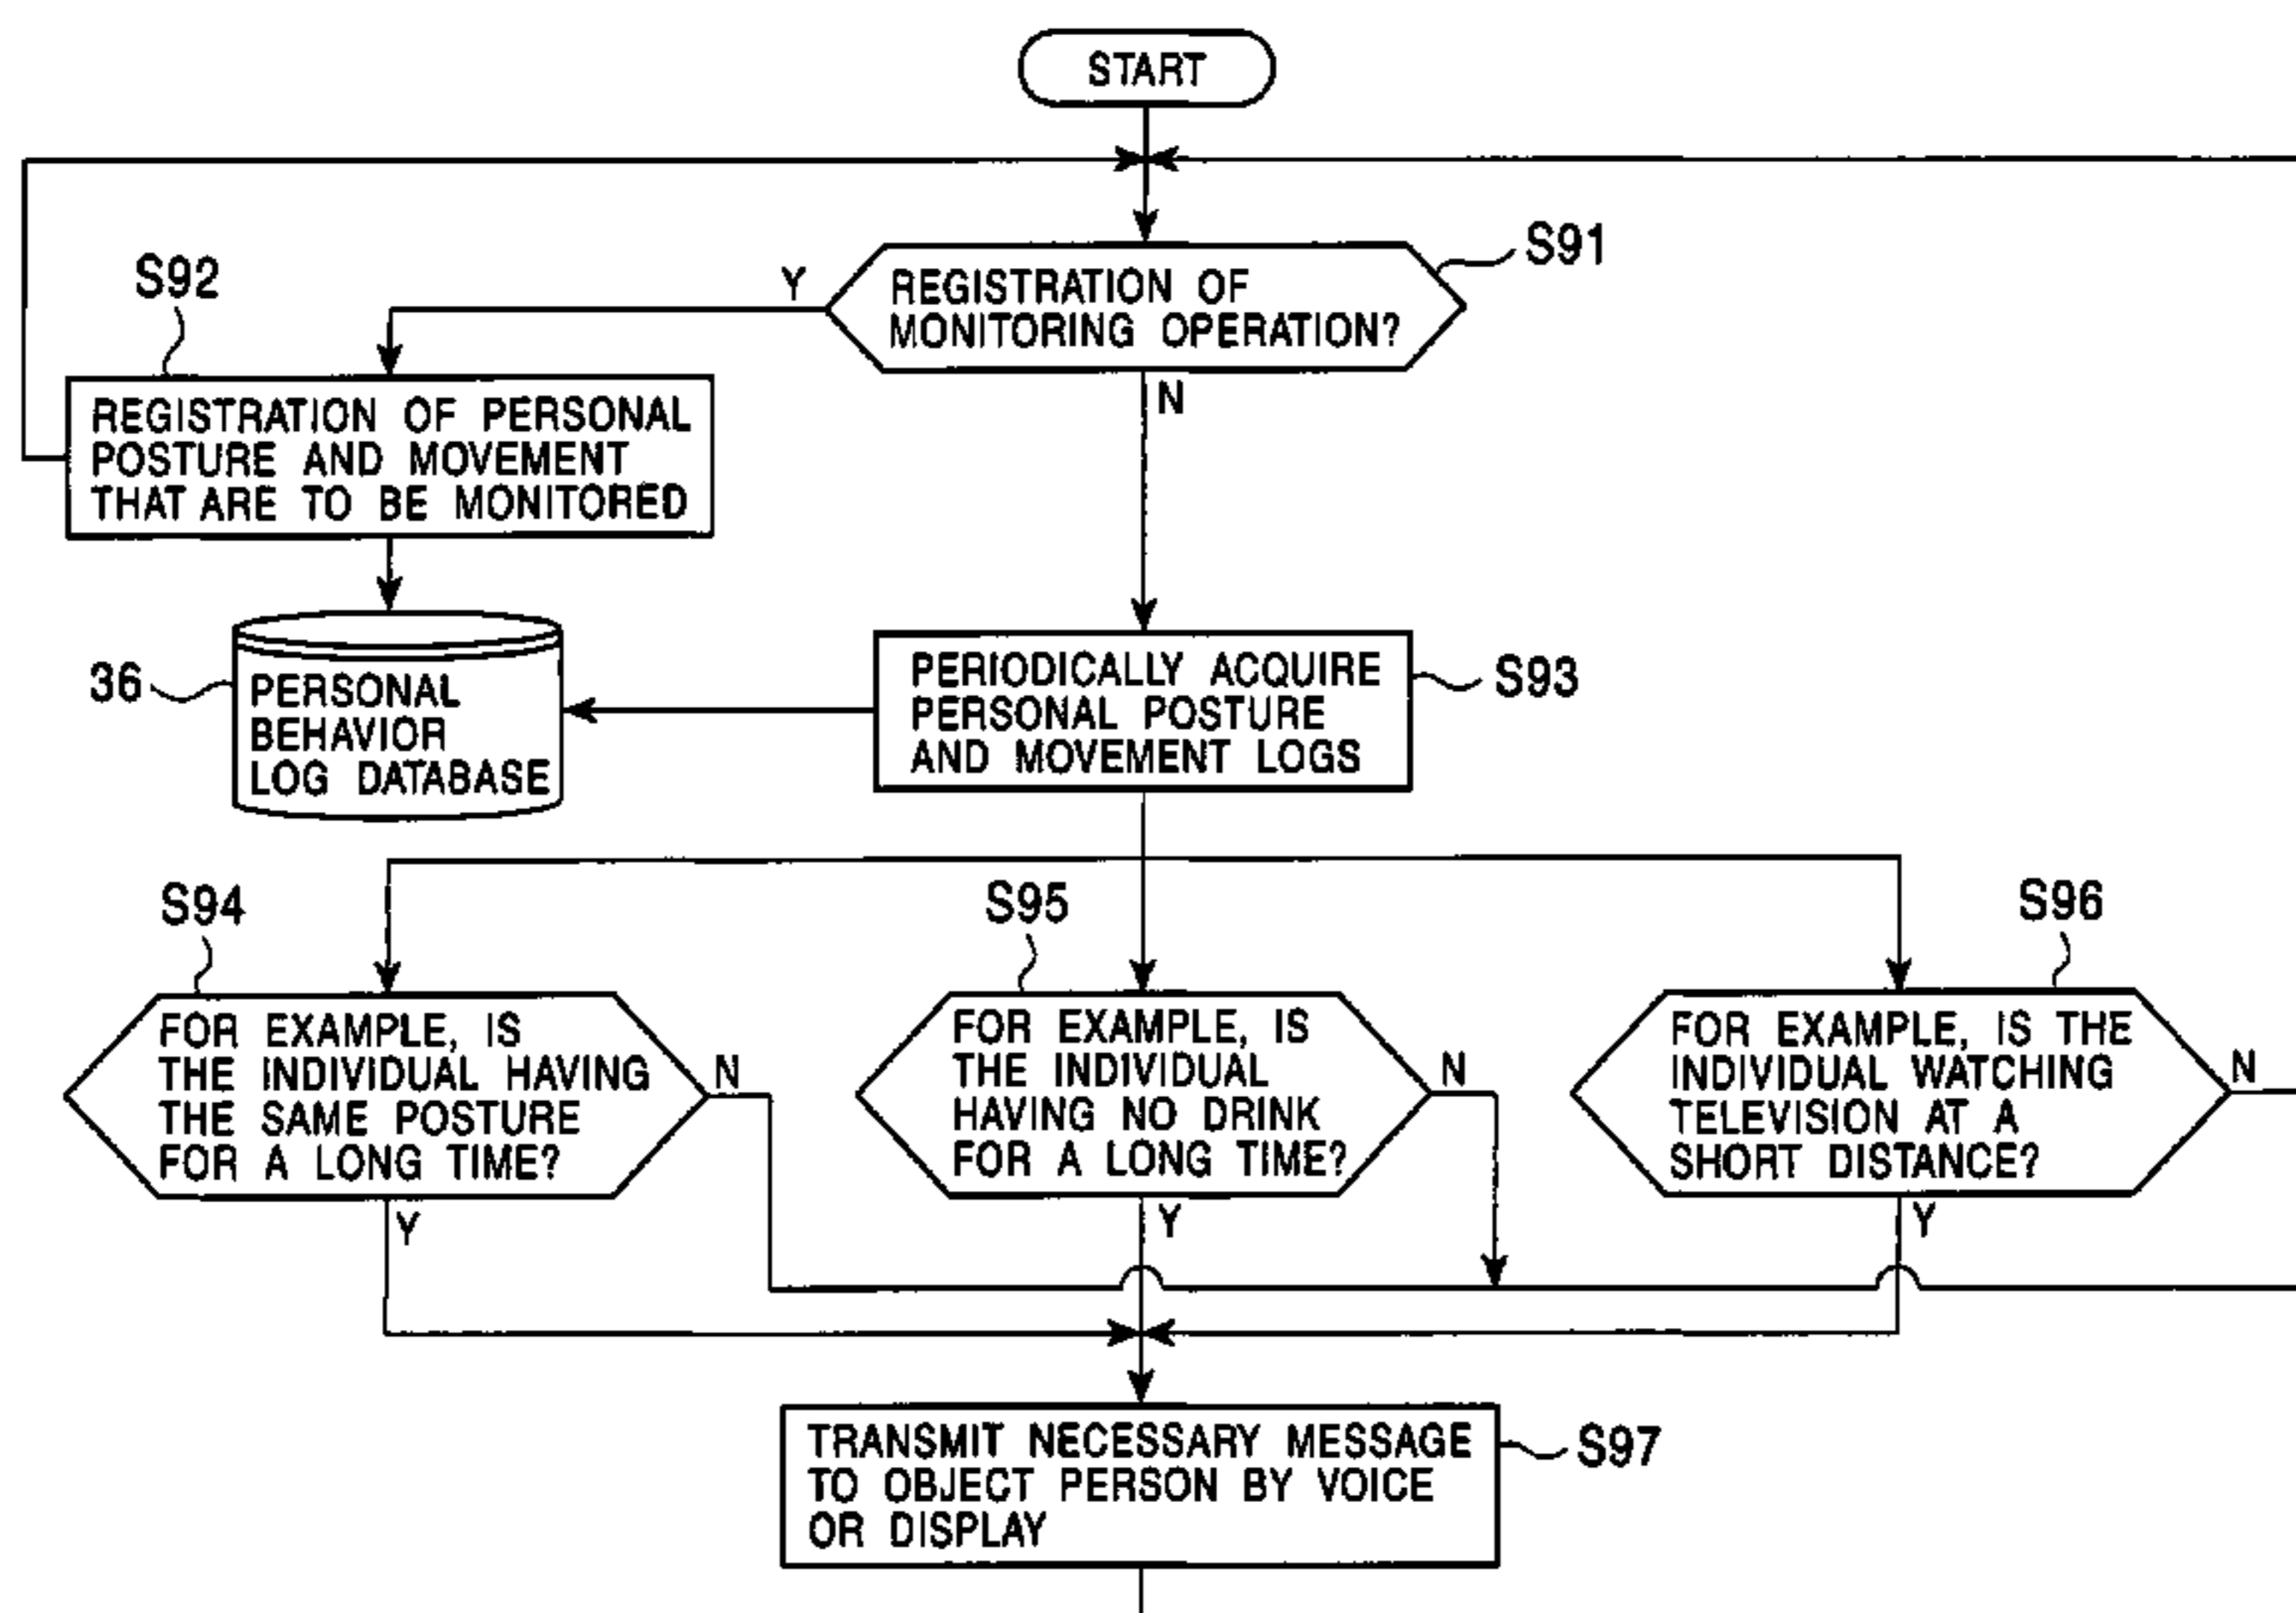 START
S91
Y
REGISTRATION OF
MONITORING OPERATION?
N
S92
REGISTRATION OF PERSONAL
POSTURE AND MOVEMENT
THAT ARE TO BE MONITORED
36
PERSONAL
BEHAVIOR
LOG DATABASE
PERIODICALLY ACQUIRE
PERSONAL POSTURE
AND MOVEMENT LOGS
S93
S94
FOR EXAMPLE, IS
THE INDIVIDUAL HAVING
THE SAME POSTURE
FOR A LONG TIME?
N
Y
S95
FOR EXAMPLE, IS
THE INDIVIDUAL
HAVING NO DRINK
FOR A LONG TIME?
N
Y
S96
FOR EXAMPLE, IS THE
INDIVIDUAL WATCHING
TELEVISION AT A
SHORT DISTANCE?
N
Y
TRANSMIT NECESSARY MESSAGE
TO OBJECT PERSON BY VOICE
OR DISPLAY
S97